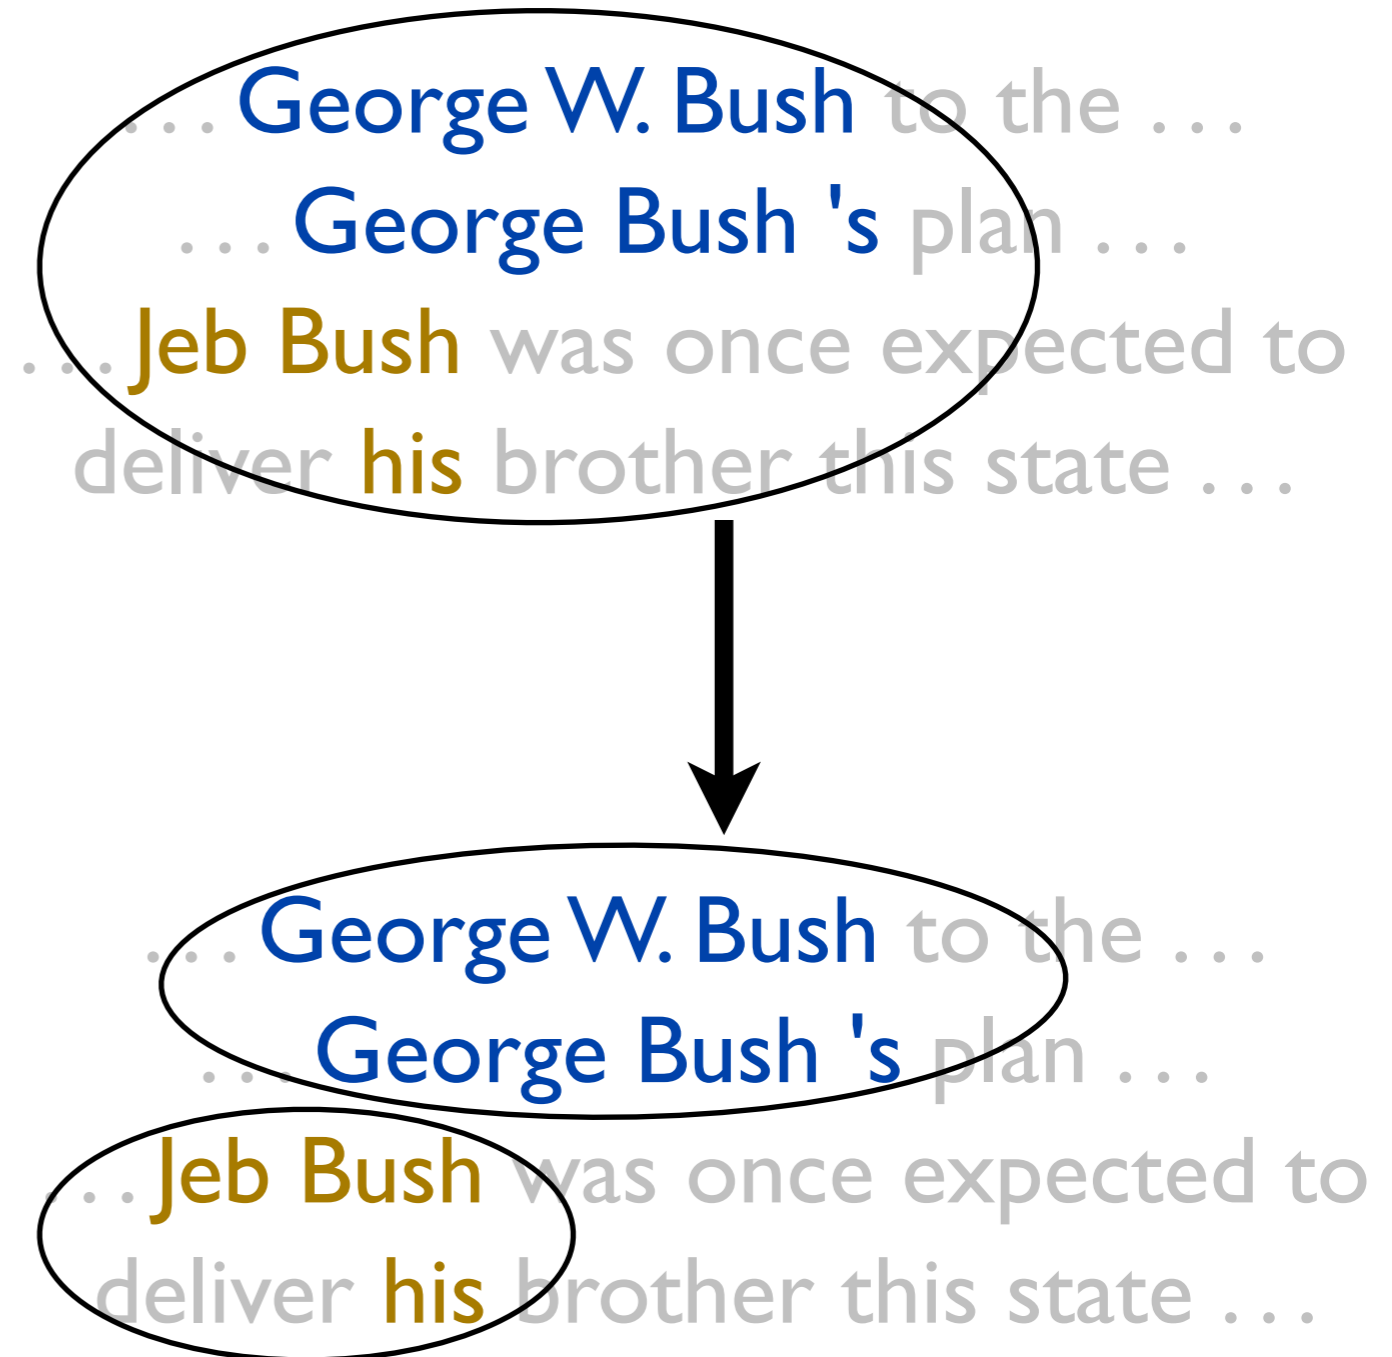 . . . George W. Bush to the . . .
. . . George Bush 's plan . . .
. . . Jeb Bush was once expected to
deliver his brother this state . . .
. . . George W. Bush to the . . .
. . . George Bush 's plan . . .
. . . Jeb Bush was once expected to
deliver his brother this state . . .